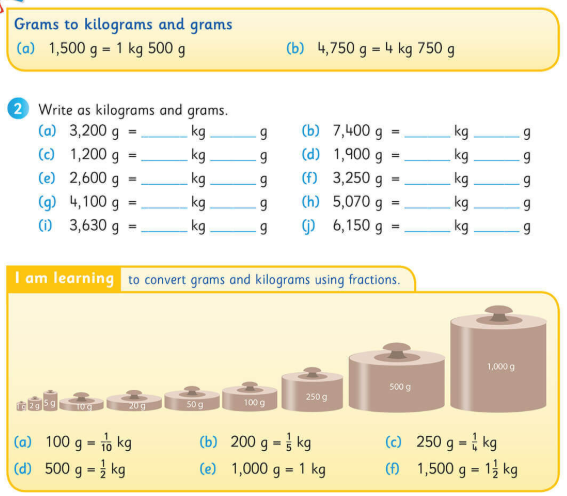 Grams to kilograms and grams
(a) 1,500 g = 1 kg 500 g (b) 4,750 g = 4 kg 750 g
2 Write as kilograms and grams.
(a) 3,200 g = ______ kg ______ g (b) 7,400 g = ______ kg ______ g
(c) 1,200 g = ______ kg ______ g (d) 1,900 g = ______ kg ______ g
(e) 2,600 g = ______ kg ______ g (f) 3,250 g = ______ kg ______ g
(g) 4,100 g = ______ kg ______ g (h) 5,070 g = ______ kg ______ g
(i) 3,630 g = ______ kg ______ g (j) 6,150 g = ______ kg ______ g
I am learning to convert grams and kilograms using fractions.
1 g 2 g 5 g 10 g 20 g 50 g 100 g 250 g 500 g 1,000 g
(a) 100 g = 1/10 kg (b) 200 g = 1/5 kg (c) 250 g = 1/4 kg
(d) 500 g = 1/2 kg (e) 1,000 g = 1 kg (f) 1,500 g = 1 1/2 kg